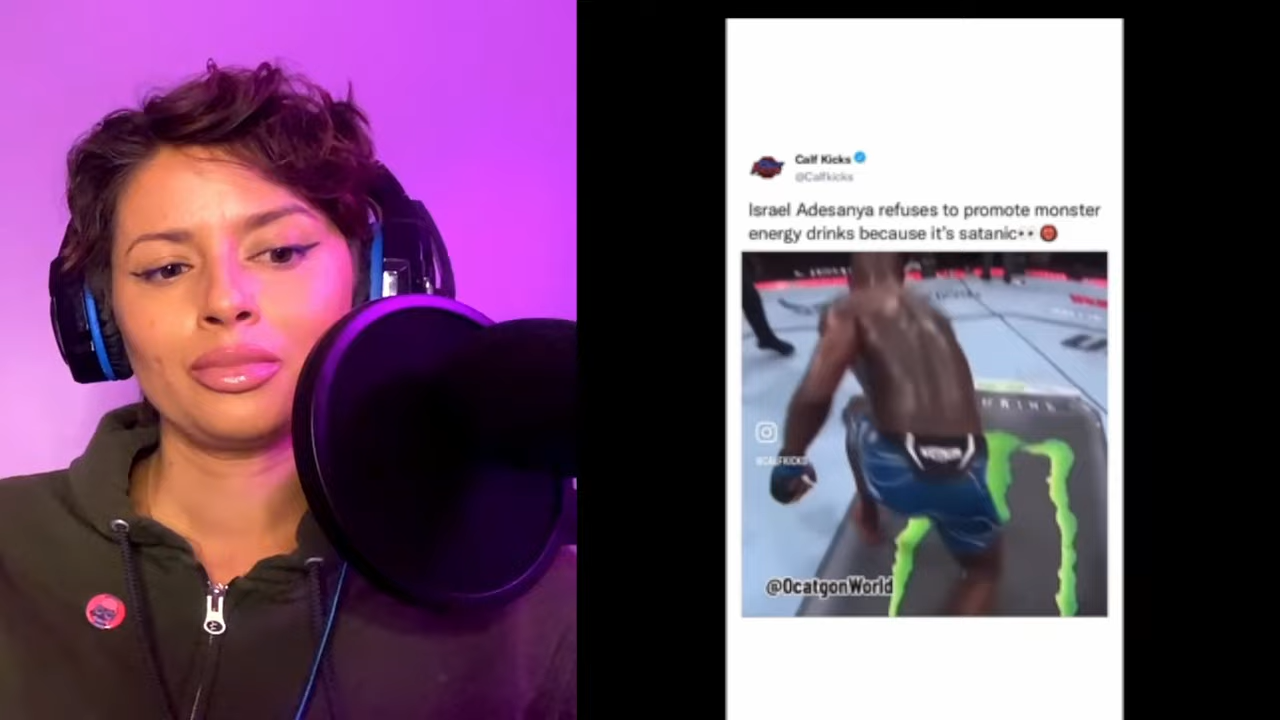 Calf Kicks
@Calfkicks
Israel Adesanya refuses to promote monster
energy drinks because it's satanic👀
@CALFKICKS
@OcatgonWorld